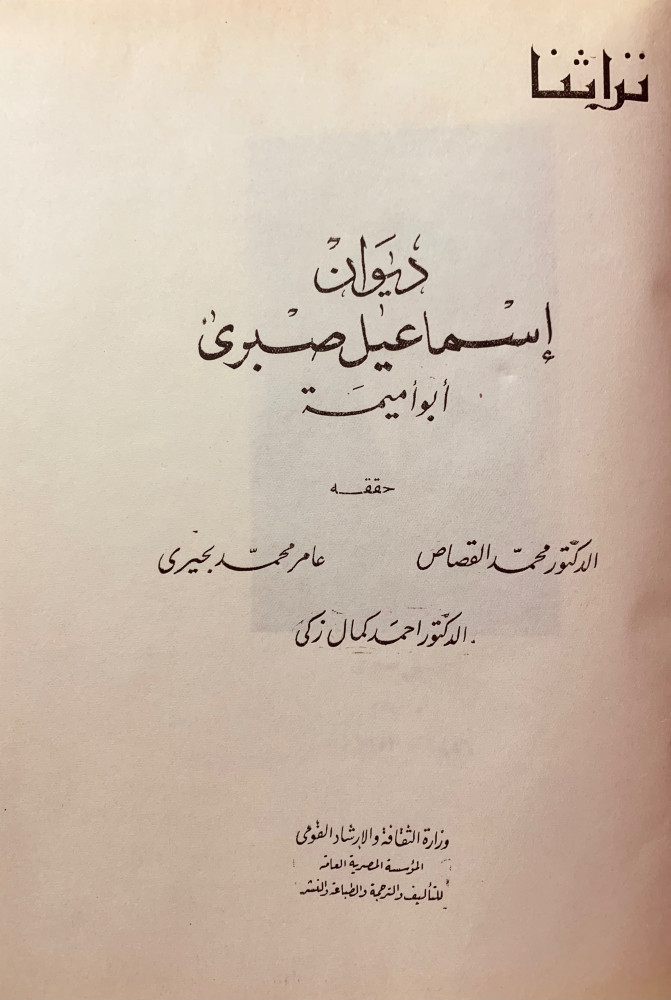 تراثنا
ديوان
إسماعيل صبرى
أبو أميمة
حققه
الدكتور محمد القصاص عامر محمد بحيرى
الدكتور احمد كمال زكى
وزارة الثقافة والإرشاد القومى
المؤسسة المصرية العامة
للتأليف والترجمة والطباعة والنشر